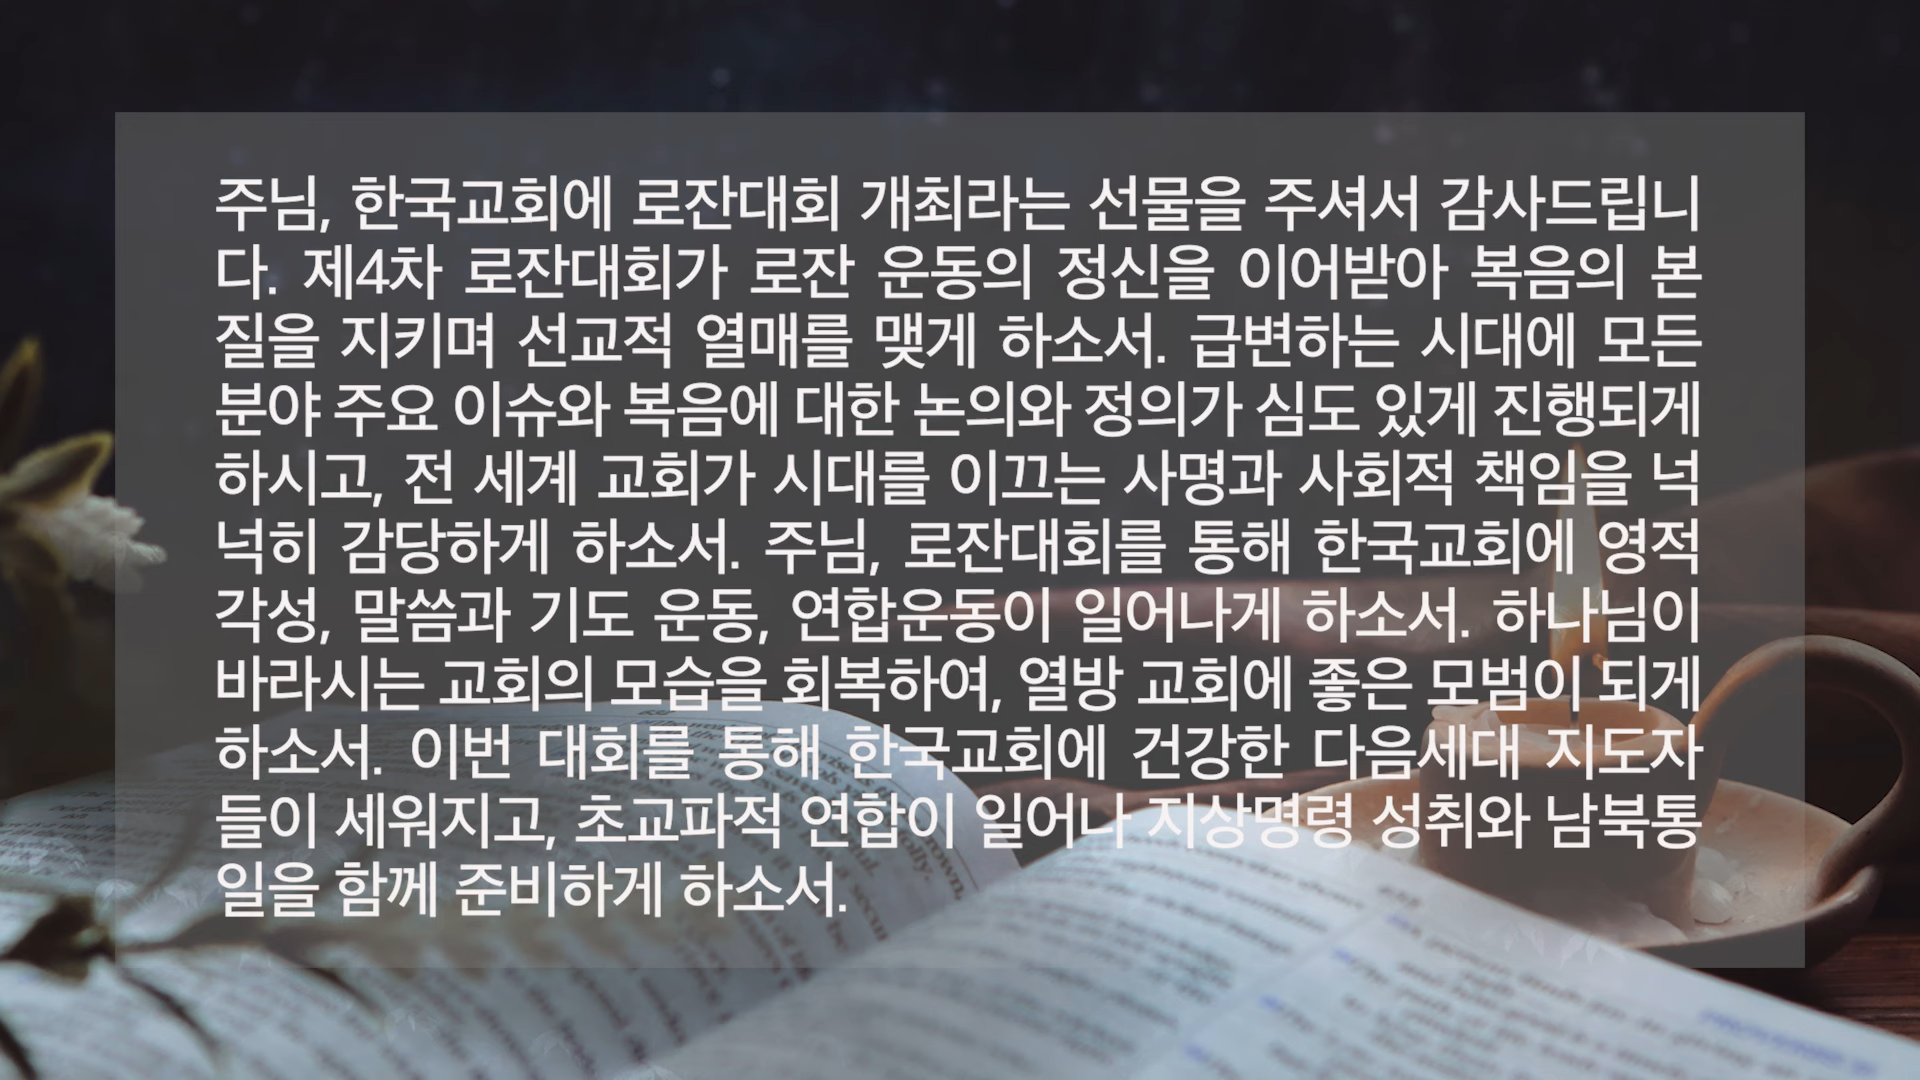 주님, 한국교회에 로잔대회 개최라는 선물을 주셔서 감사드립니
다. 제4차 로잔대회가 로잔 운동의 정신을 이어받아 복음의 본
질을 지키며 선교적 열매를 맺게 하소서. 급변하는 시대에 모든
분야 주요 이슈와 복음에 대한 논의와 정의가 심도 있게 진행되게
하시고, 전 세계 교회가 시대를 이끄는 사명과 사회적 책임을 넉
넉히 감당하게 하소서. 주님, 로잔대회를 통해 한국교회에 영적
각성, 말씀과 기도 운동, 연합운동이 일어나게 하소서. 하나님이
바라시는 교회의 모습을 회복하여, 열방 교회에 좋은 모범이 되게
하소서. 이번 대회를 통해 한국교회에 건강한 다음세대 지도자
들이 세워지고, 초교파적 연합이 일어나 지상명령 성취와 남북통
일을 함께 준비하게 하소서.